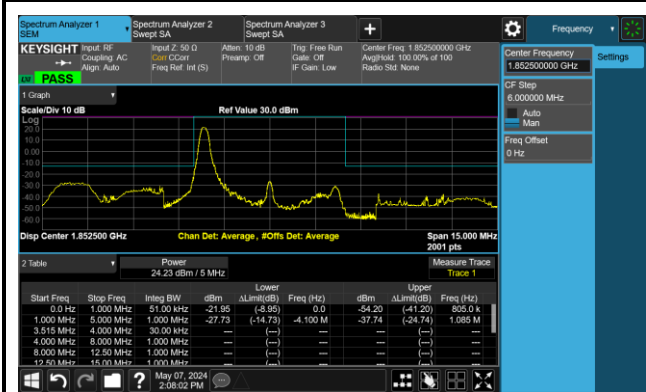 Spectrum Analyzer 1
SEM
Spectrum Analyzer 2
Swept SA
Spectrum Analyzer 3
Swept SA
Frequency
KEYSIGHT
Input: RF
Coupling: AC
Align: Auto
Input Z: 50 Ω
Corr CCorr
Freq Ref: Int (S)
Atten: 10 dB
Preamp: Off
Trig: Free Run
Gate: Off
IF Gain: Low
Center Freq: 1.852500000 GHz
Avg|Hold: 100.00% of 100
Radio Std: None
PASS
Center Frequency
1.852500000 GHz
Settings
CF Step
6.000000 MHz
Auto
Man
Freq Offset
0 Hz
1 Graph
Scale/Div 10 dB
Ref Value 30.0 dBm
Log
20.0
10.0
0.00
-10.0
-20.0
-30.0
-40.0
-50.0
-60.0
Disp Center 1.852500 GHz
Chan Det: Average, #Offs Det: Average
Span 15.000 MHz
2001 pts
2 Table
Power
24.23 dBm / 5 MHz
Measure Trace
Trace 1
Lower Upper
Start Freq Stop Freq Integ BW dBm ΔLimit(dB) Freq (Hz) dBm ΔLimit(dB) Freq (Hz)
0.0 Hz 1.000 MHz 51.00 kHz -21.95 (-8.95) 0.0 -54.20 (-41.20) 805.0 k
1.000 MHz 5.000 MHz 1.000 MHz -27.73 (-14.73) -4.100 M -37.74 (-24.74) 1.085 M
3.515 MHz 4.000 MHz 30.00 kHz --- (---) --- (---) ---
4.000 MHz 8.000 MHz 1.000 MHz --- (---) --- (---) ---
8.000 MHz 12.50 MHz 1.000 MHz --- (---) --- (---) ---
12.50 MHz 15.00 MHz 1.000 MHz --- (---) --- (---) ---
May 07, 2024
2:08:02 PM